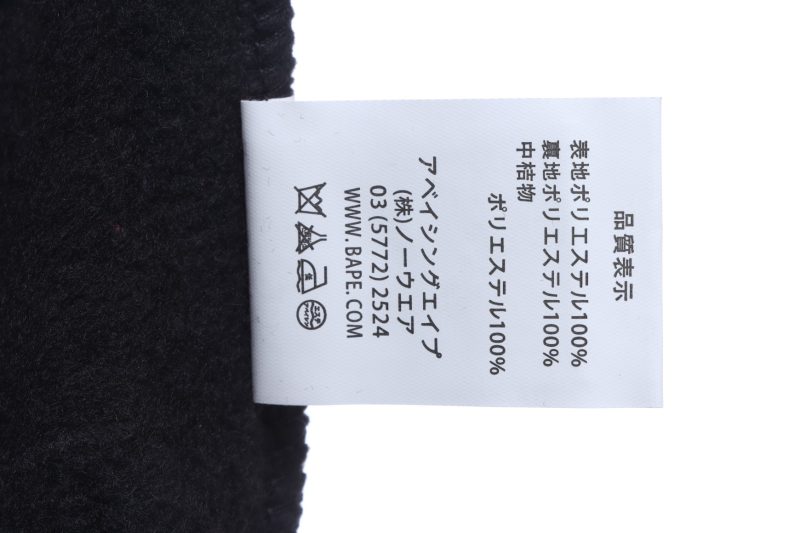 品質表示
表地ポリエステル100%
裏地ポリエステル100%
中桔物
ポリエステル100%
アベイシングエイプ
(株)ノーウエア
03 (5772) 2524
WWW.BAPE.COM